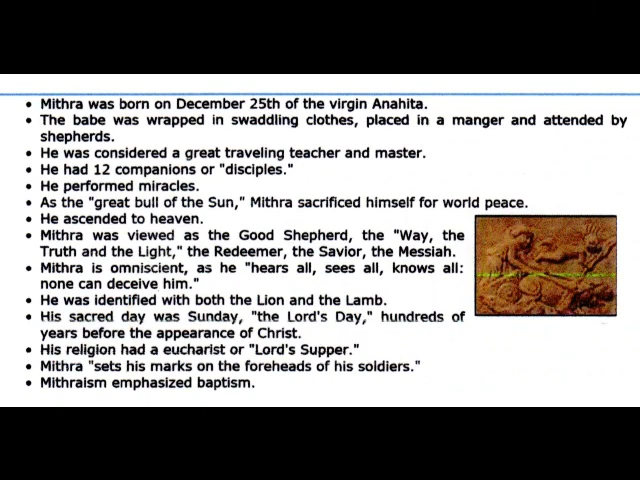 • Mithra was born on December 25th of the virgin Anahita.
• The babe was wrapped in swaddling clothes, placed in a manger and attended by
shepherds.
• He was considered a great traveling teacher and master.
• He had 12 companions or "disciples."
• He performed miracles.
• As the "great bull of the Sun," Mithra sacrificed himself for world peace.
• He ascended to heaven.
• Mithra was viewed as the Good Shepherd, the "Way, the
Truth and the Light," the Redeemer, the Savior, the Messiah.
• Mithra is omniscient, as he "hears all, sees all, knows all:
none can deceive him."
• He was identified with both the Lion and the Lamb.
• His sacred day was Sunday, "the Lord's Day," hundreds of
years before the appearance of Christ.
• His religion had a eucharist or "Lord's Supper."
• Mithra "sets his marks on the foreheads of his soldiers."
• Mithraism emphasized baptism.